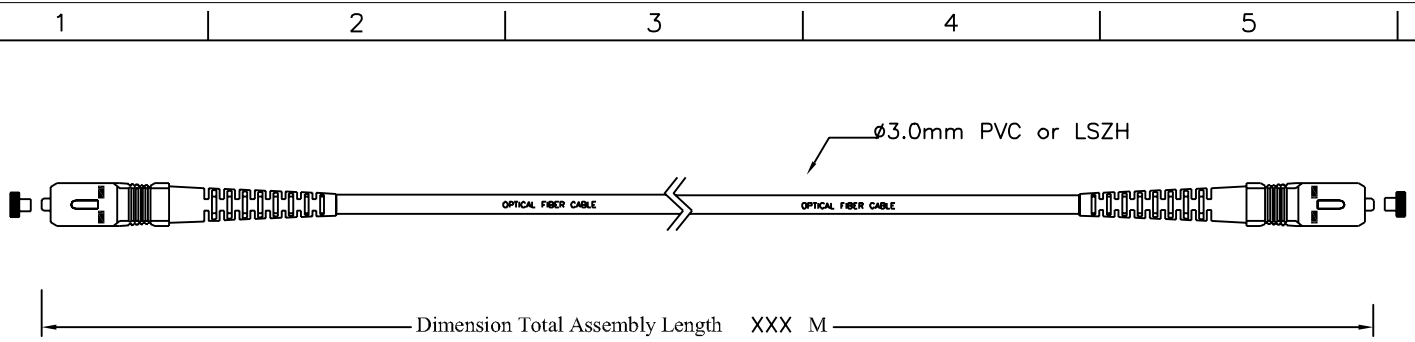 1 2 3 4 5
ø3.0mm PVC or LSZH
OPTICAL FIBER CABLE OPTICAL FIBER CABLE
Dimension Total Assembly Length XXX M